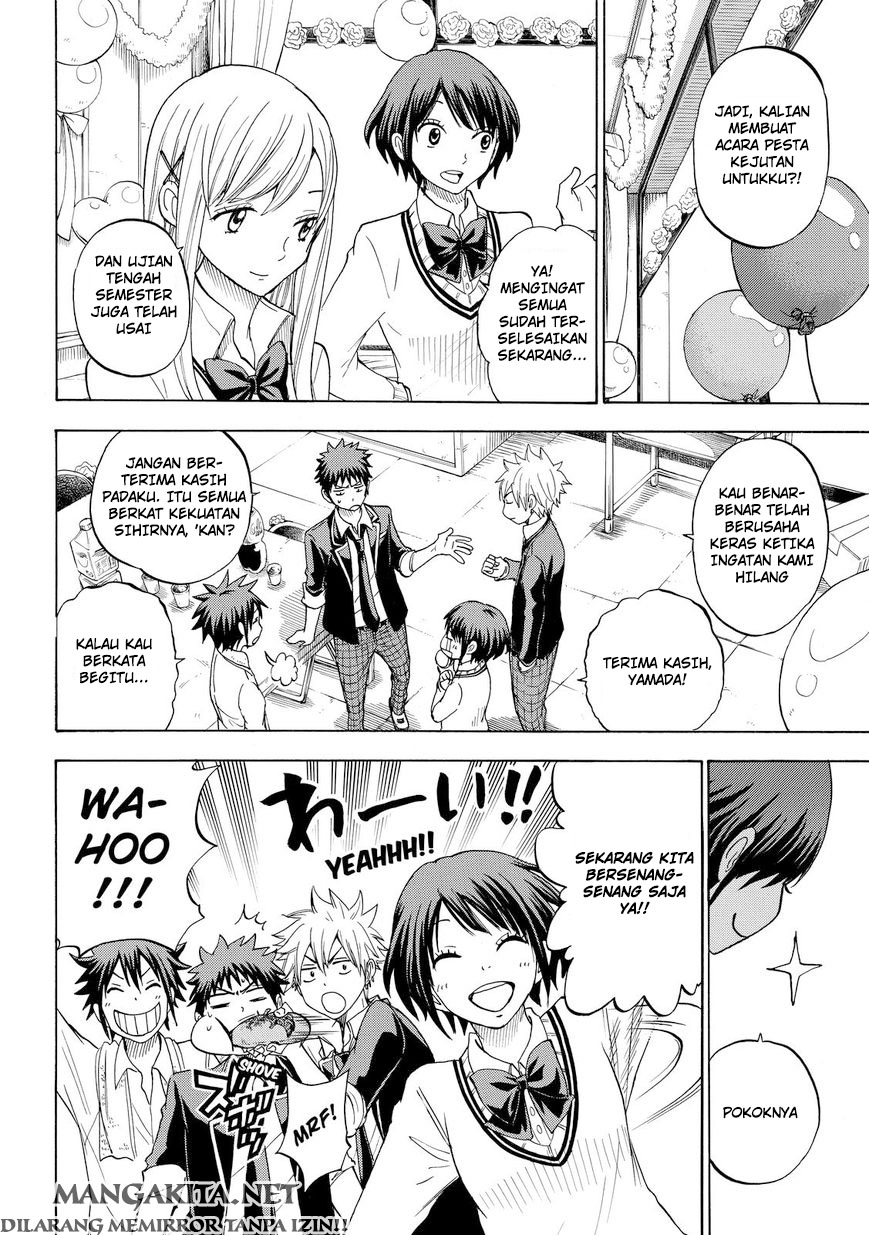 JADI, KALIAN
MEMBUAT
ACARA PESTA
KEJUTAN
UNTUKKU?!
YA!
MENGINGAT
SEMUA
SUDAH TER-
SELESAIKAN
SEKARANG...
DAN UJIAN
TENGAH
SEMESTER
JUGA TELAH
USAI
KAU BENAR-
BENAR TELAH
BERUSAHA
KERAS KETIKA
INGATAN KAMI
HILANG
TERIMA KASIH,
YAMADA!
JANGAN BER-
TERIMA KASIH
PADAKU. ITU SEMUA
BERKAT KEKUATAN
SIHIRNYA, 'KAN?
KALAU KAU
BERKATA
BEGITU...
POKOKNYA
SEKARANG KITA
BERSENANG-
SENANG SAJA
YA!!
わーい!!
YEAHHH!!
WA-
HOO
!!!
SHOVE
ズボッ
MRF!
MANGAKITA.NET
DILARANG MEMIRROR TANPA IZIN!!